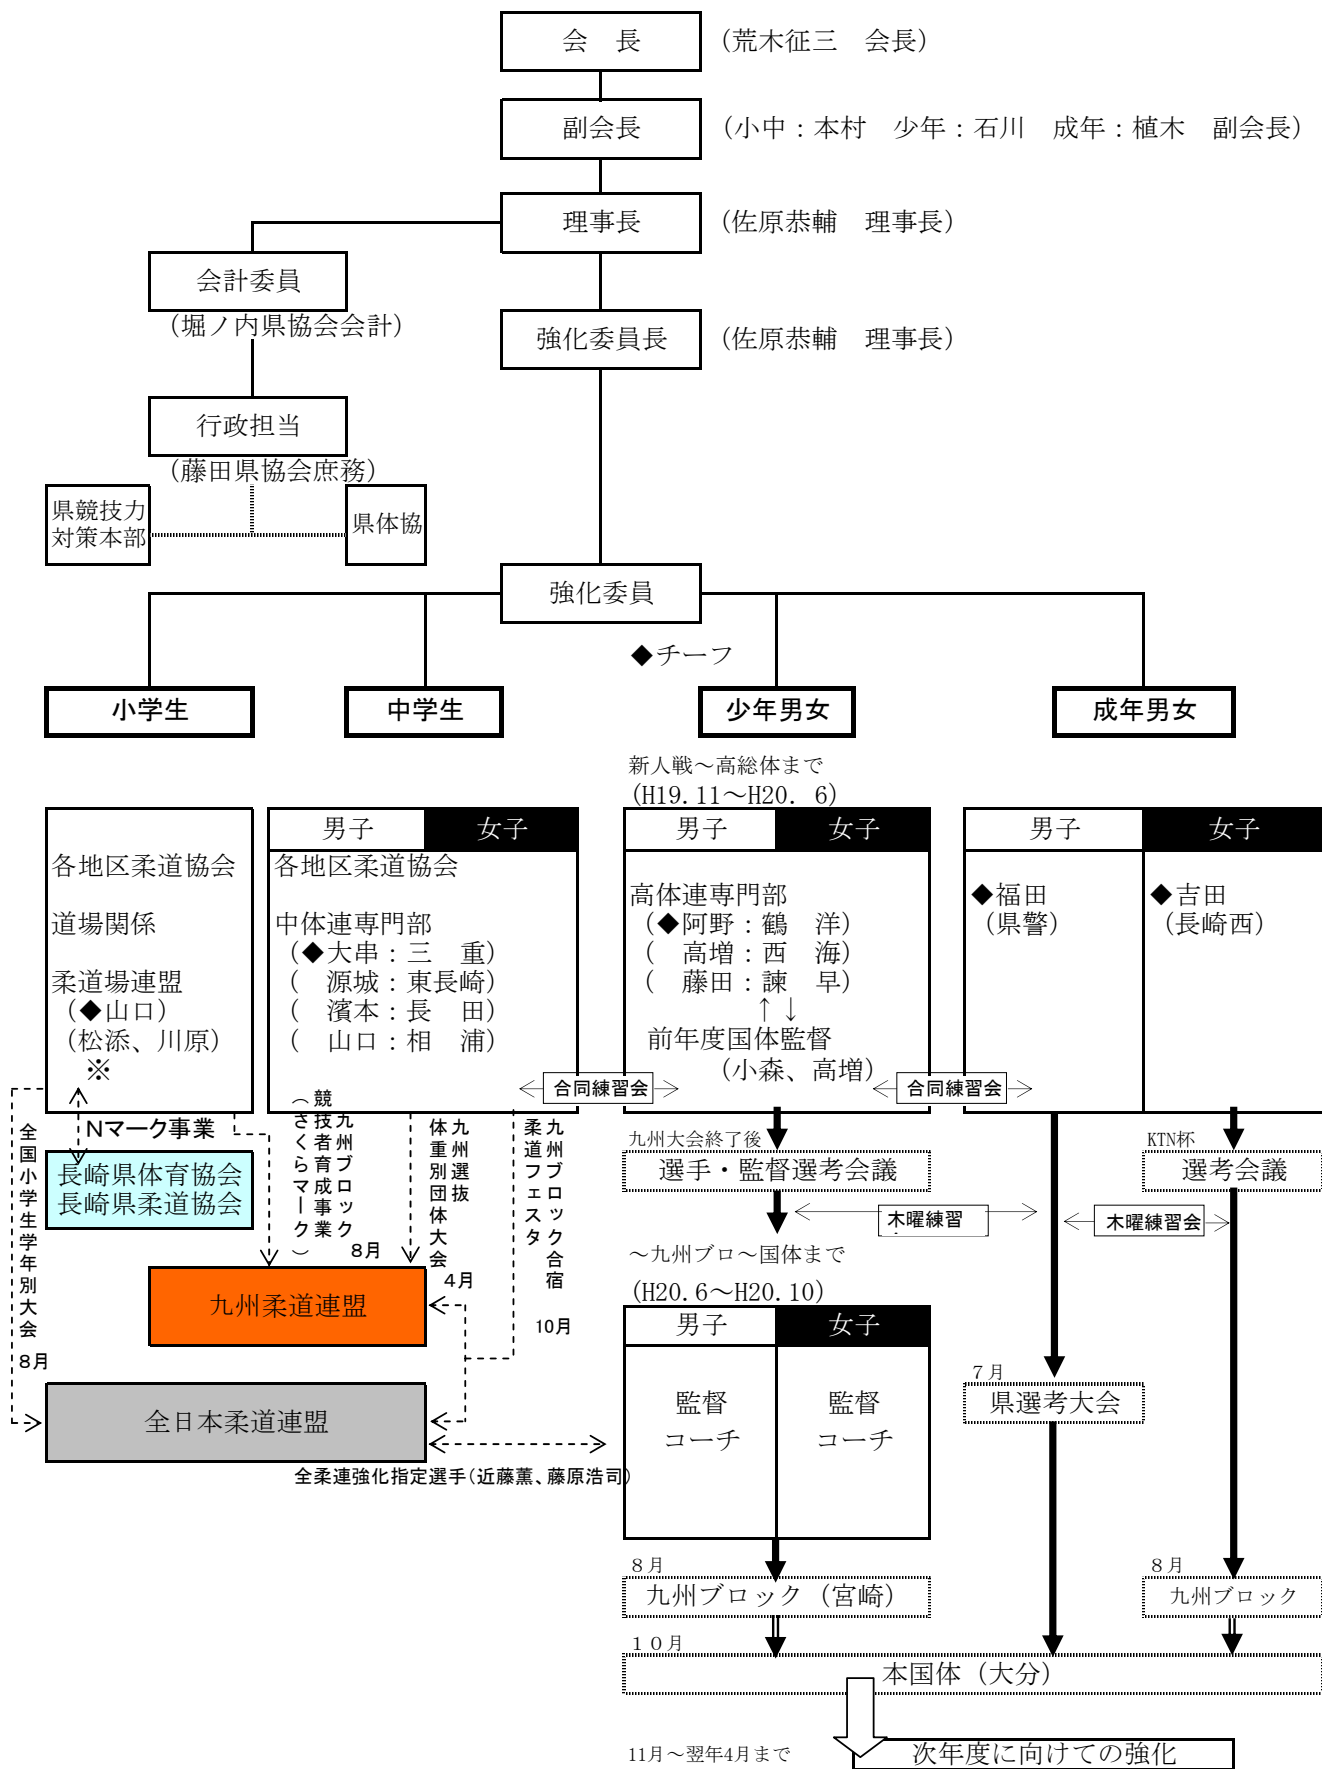 会　長
(荒木征三　会長)
副会長
(小中：本村　少年：石川　成年：植木　副会長)
理事長
(佐原恭輔　理事長)
会計委員
(堀ノ内県協会会計)
強化委員長
(佐原恭輔　理事長)
行政担当
(藤田県協会庶務)
県競技力
対策本部
県体協
強化委員
◆チーフ
小学生
中学生
少年男女
成年男女
新人戦～高総体まで
(H19.11～H20. 6)
各地区柔道協会
道場関係
柔道場連盟
(◆山口)
(松添、川原)
※
男子
女子
各地区柔道協会
中体連専門部
(◆大串：三　重)
(　源城：東長崎)
(　濱本：長　田)
(　山口：相　浦)
男子
女子
高体連専門部
(◆阿野：鶴　洋)
(　高増：西　海)
(　藤田：諫　早)
↑↓
前年度国体監督
(小森、高増)
男子
女子
◆福田
(県警)
◆吉田
(長崎西)
合同練習会
合同練習会
全国小学生学年別大会
8月
Nマーク事業
長崎県体育協会
長崎県柔道協会
九州ブロック
競技者育成事業
(さくらマーク)
8月
九州選抜
体重別団体大会
4月
九州ブロック合宿
柔道フェスタ
10月
九州柔道連盟
全日本柔道連盟
全柔連強化指定選手(近藤薫、藤原浩司)
九州大会終了後
選手・監督選考会議
KTN杯
選考会議
木曜練習
木曜練習会
～九州ブロ～国体まで
(H20.6～H20.10)
男子
女子
監督
コーチ
監督
コーチ
7月
県選考大会
8月
九州ブロック (宮崎)
8月
九州ブロック
10月
本国体 (大分)
11月～翌年4月まで
次年度に向けての強化